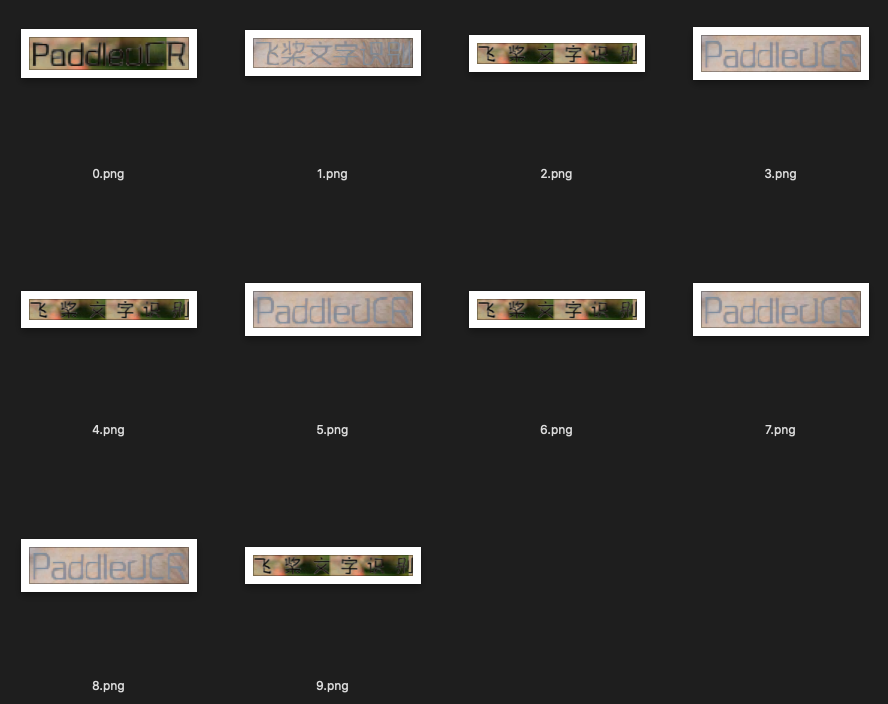 PaddleOCR
飞桨文字识别
飞桨文字识别
PaddleOCR
0.png
1.png
2.png
3.png
飞桨文字识别
PaddleOCR
飞桨文字识别
PaddleOCR
4.png
5.png
6.png
7.png
PaddleOCR
飞桨文字识别
8.png
9.png